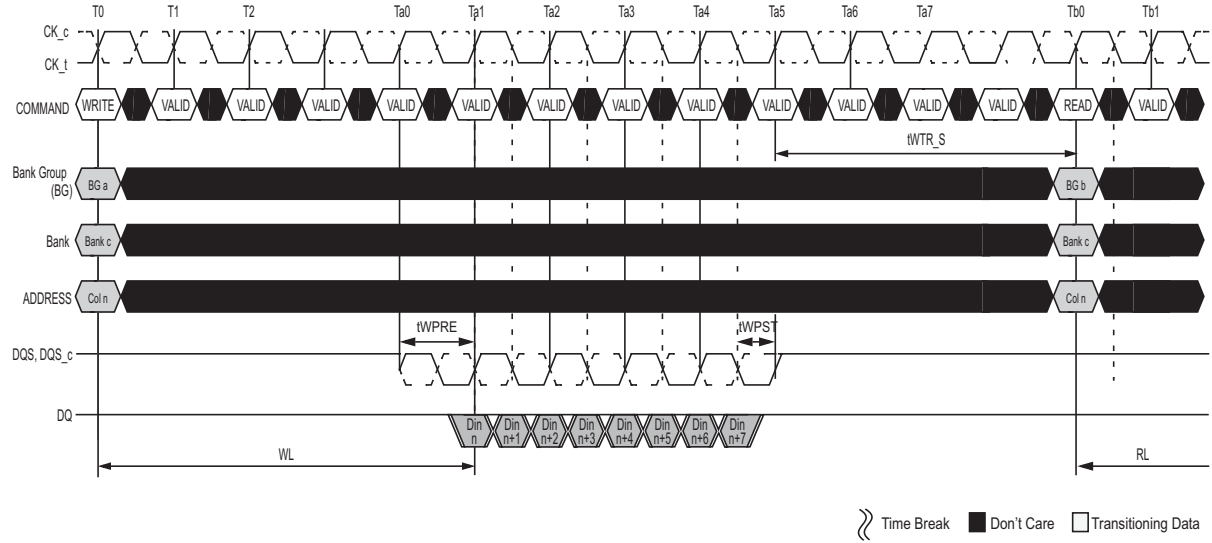 T0 T1 T2 Ta0 Ta1 Ta2 Ta3 Ta4 Ta5 Ta6 Ta7 Tb0 Tb1
CK_c
CK_t
COMMAND WRITE VALID VALID VALID VALID VALID VALID VALID VALID VALID VALID VALID VALID READ VALID
tWTR_S
Bank Group
(BG) BG a BG b
Bank Bank c Bank c
ADDRESS Col n Col n
tWPRE tWPST
DQS, DQS_c
DQ Din Din Din Din Din Din Din Din
n n+1 n+2 n+3 n+4 n+5 n+6 n+7
WL RL
Time Break Don't Care Transitioning Data